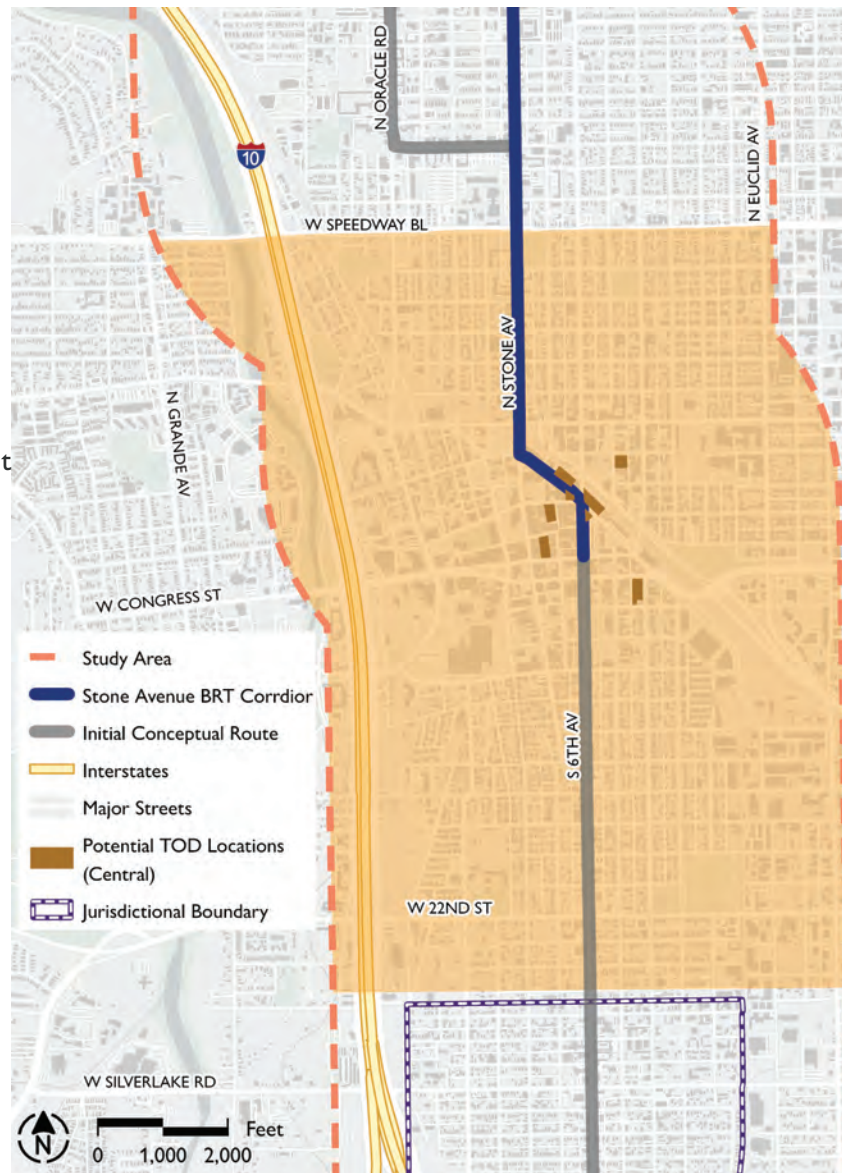 N ORACLE RD
10
N EUCLID AV
W SPEEDWAY BL
N STONE AV
N GRANDE AV
t
W CONGRESS ST
S 6TH AV
Study Area
Stone Avenue BRT Corrdior
Initial Conceptual Route
Interstates
Major Streets
Potential TOD Locations
(Central)
Jurisdictional Boundary
W 22ND ST
W SILVERLAKE RD
N
Feet
0 1,000 2,000